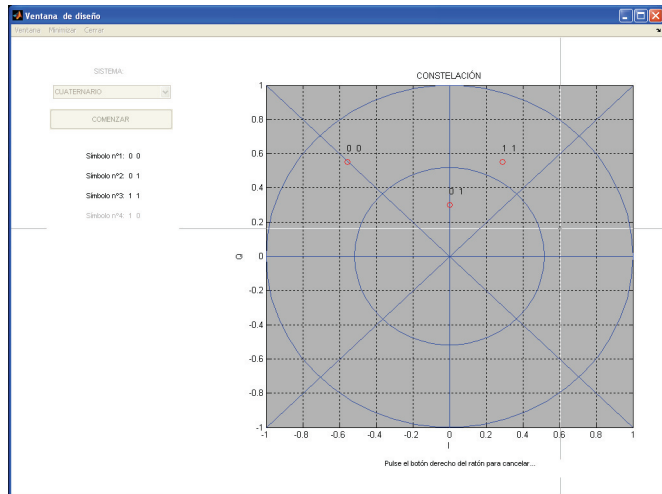 Ventana de diseño
Ventana Minimizar Cerrar
SISTEMA:
CUATERNARIO
COMENZAR
Símbolo nº1: 0 0
Símbolo nº2: 0 1
Símbolo nº3: 1 1
Símbolo nº4: 1 0
CONSTELACIÓN
1
0.8
0.6
0.4
0.2
0
-0.2
-0.4
-0.6
-0.8
-1
Q
0 0
1 1
0 1
-1 -0.8 -0.6 -0.4 -0.2 0 0.2 0.4 0.6 0.8 1
I
Pulse el botón derecho del ratón para cancelar...